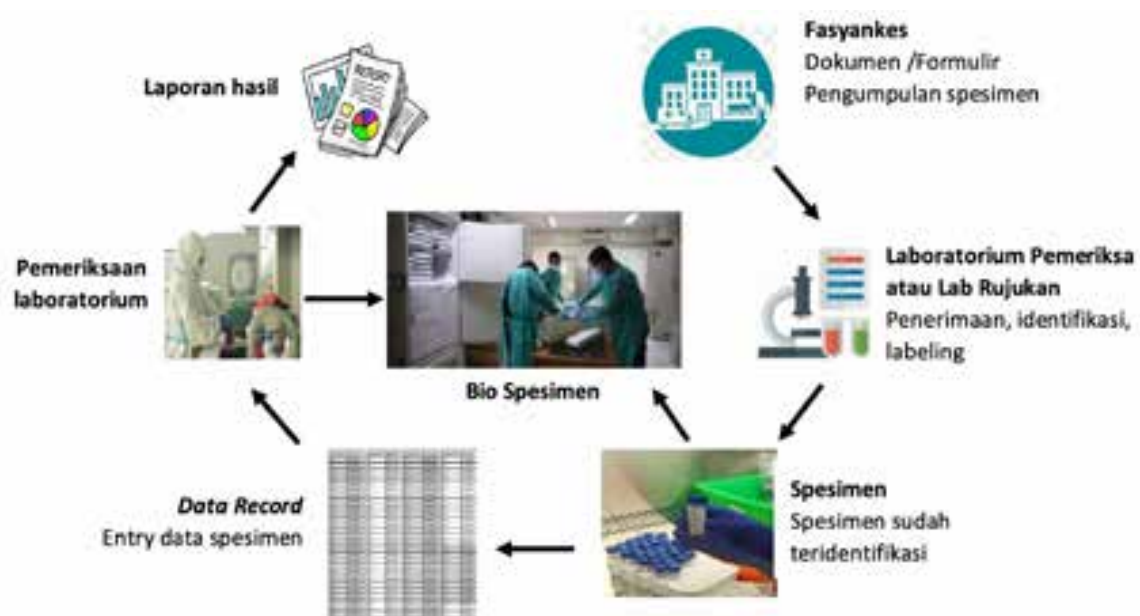 Fasyankes
Dokumen /Formulir
Pengumpulan spesimen
Laporan hasil
REPORT
Pemeriksaan
laboratorium
Laboratorium Pemeriksa
atau Lab Rujukan
Penerimaan, identifikasi,
labeling
Bio Spesimen
Data Record
Entry data spesimen
Spesimen
Spesimen sudah
teridentifikasi